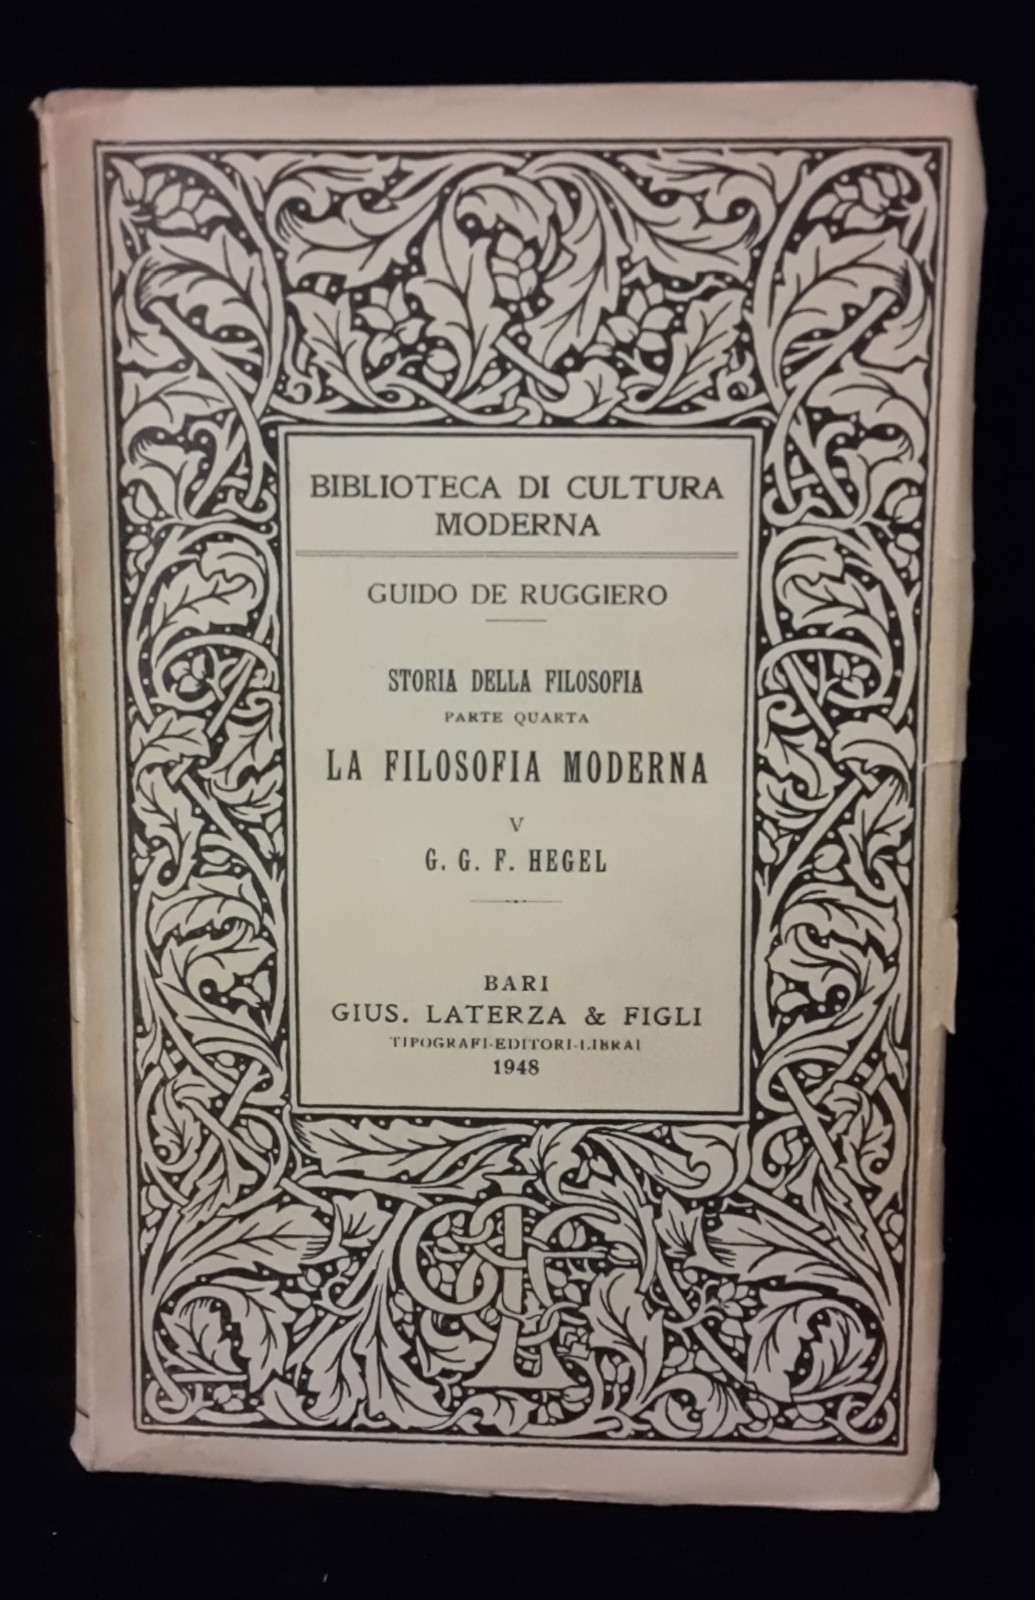 BIBLIOTECA DI CULTURA
MODERNA
GUIDO DE RUGGIERO
STORIA DELLA FILOSOFIA
PARTE QUARTA
LA FILOSOFIA MODERNA
V
G. G. F. HEGEL
BARI
GIUS. LATERZA & FIGLI
TIPOGRAFI-EDITORI-LIBRAI
1948